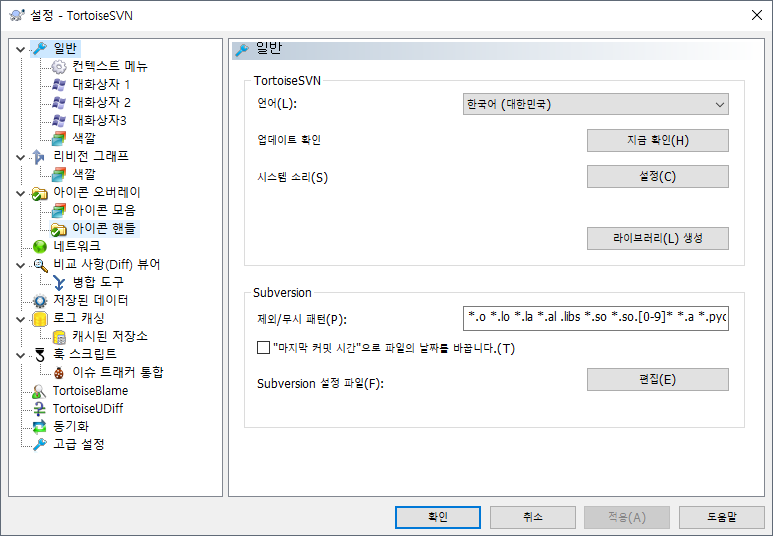 설정 - TortoiseSVN
일반
컨텍스트 메뉴
대화상자 1
대화상자 2
대화상자3
색깔
리비전 그래프
색깔
아이콘 오버레이
아이콘 모음
아이콘 핸들
네트워크
비교 사항(Diff) 뷰어
병합 도구
저장된 데이터
로그 캐싱
캐시된 저장소
훅 스크립트
이슈 트래커 통합
TortoiseBlame
TortoiseUDiff
동기화
고급 설정
일반
TortoiseSVN
언어(L):
한국어 (대한민국)
업데이트 확인
지금 확인(H)
시스템 소리(S)
설정(C)
라이브러리(L) 생성
Subversion
제외/무시 패턴(P):
*.o *.lo *.la *.al .libs *.so *.so.[0-9]* *.a *.pyc
"마지막 커밋 시간"으로 파일의 날짜를 바꿉니다.(T)
Subversion 설정 파일(F):
편집(E)
확인
취소
적용(A)
도움말